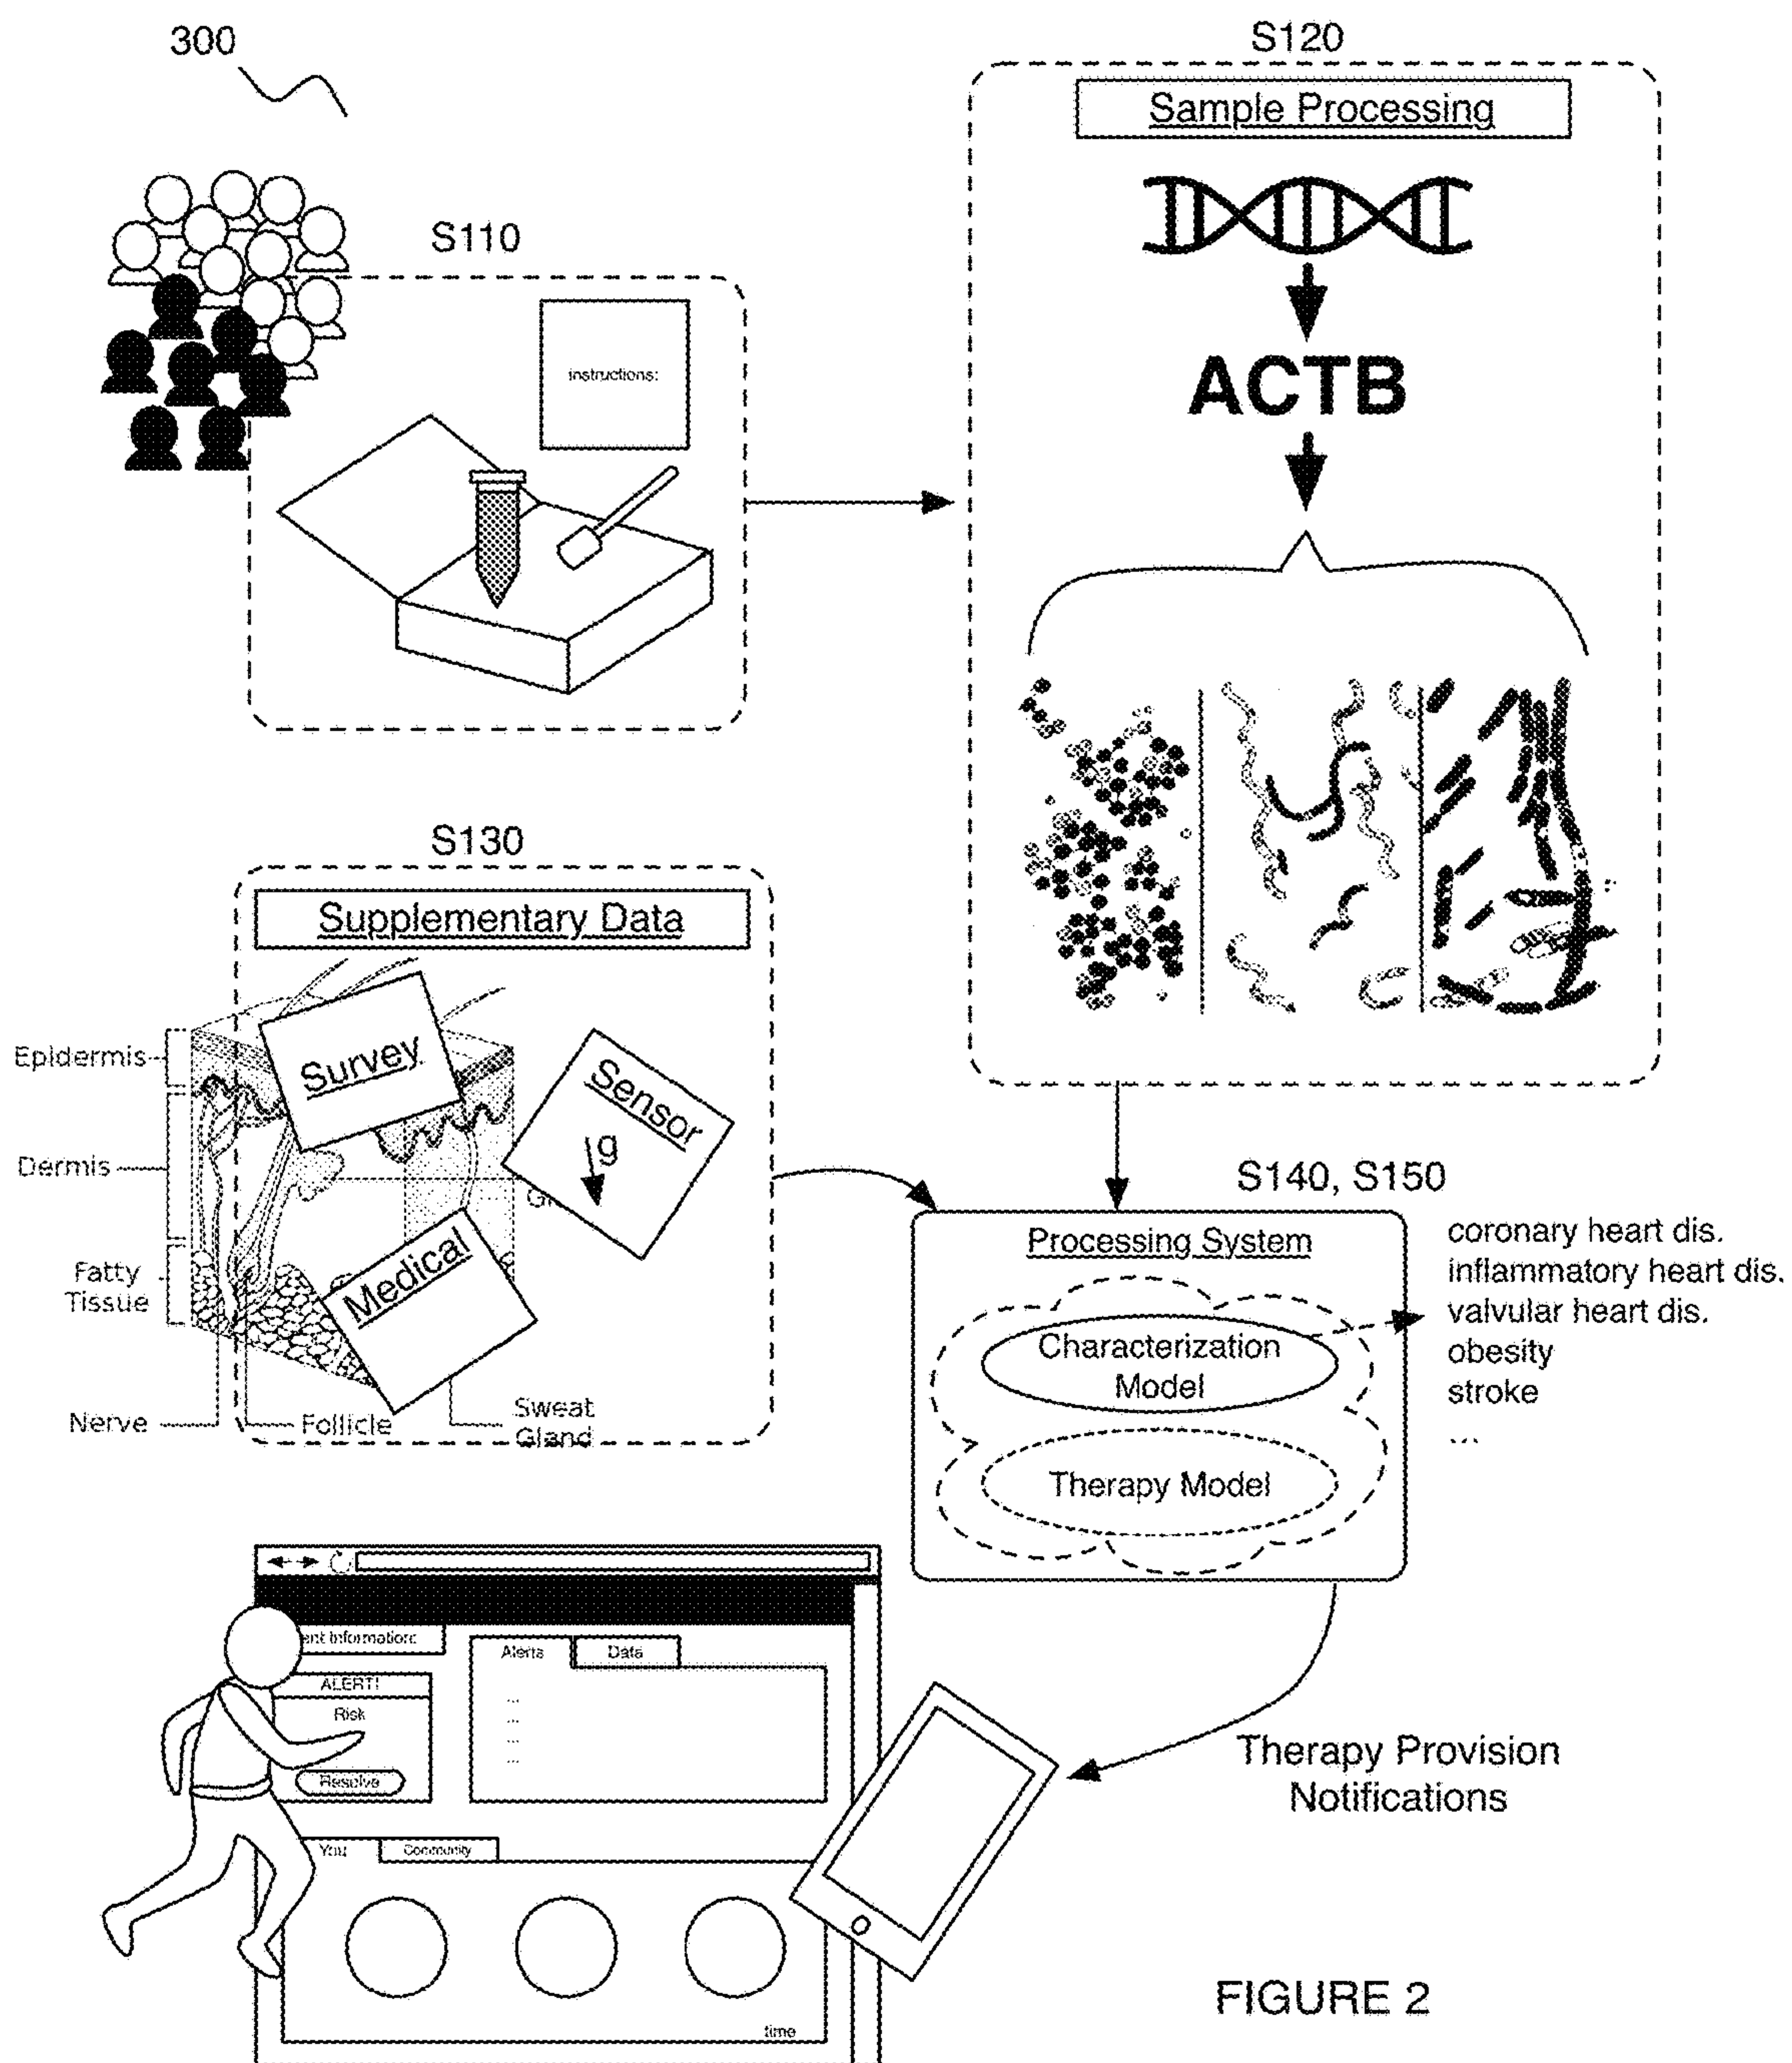 300
S120
Sample Processing
S110
instructions:
ACTB
S130
Supplementary Data
Survey
Sensor
g
Epidermis
Dermis
Medical
Fatty
Tissue
Nerve
Follicle
Sweat
Gland
S140, S150
Processing System
Characterization
Model
Therapy Model
coronary heart dis.
inflammatory heart dis.
valvular heart dis.
obesity
stroke
...
ent Information:
ALERT!
Risk
Resolve
Alerts
Data
...
...
...
...
You
Community
time
Therapy Provision
Notifications
FIGURE 2